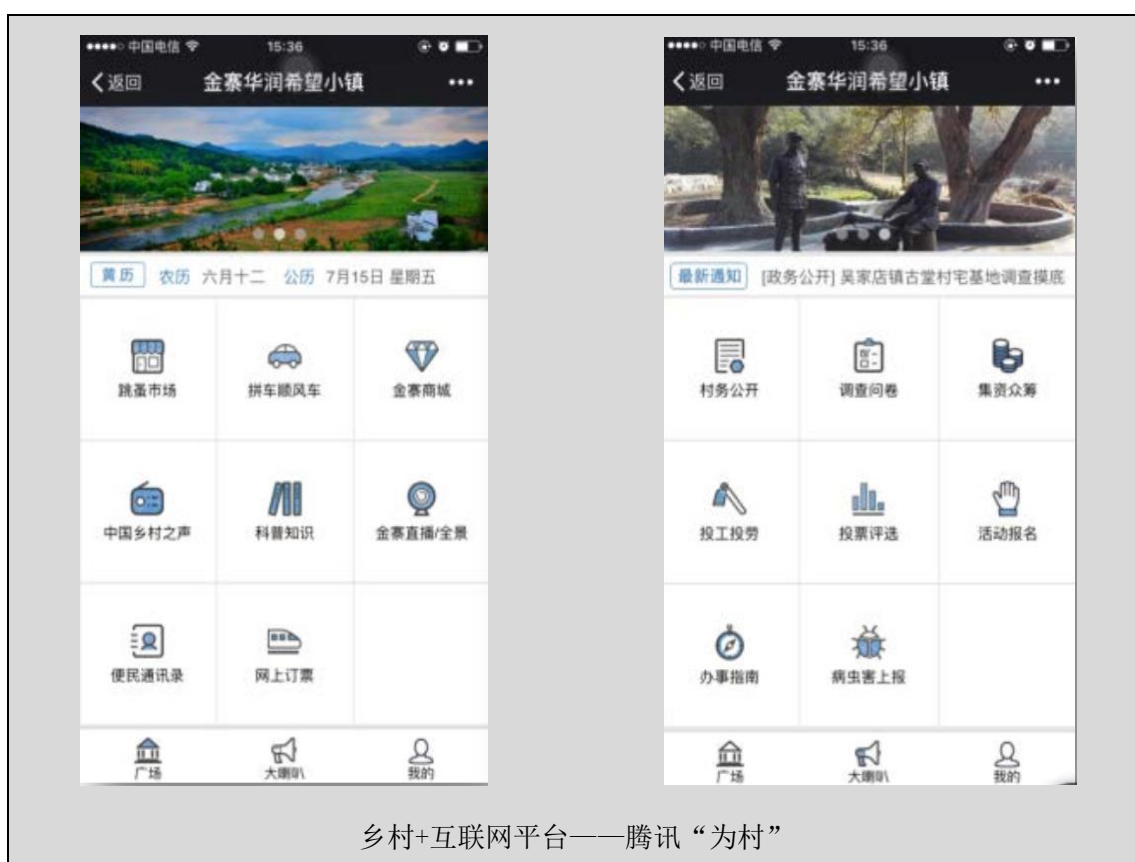 中国电信 15:36
返回 金寨华润希望小镇
黄历 农历 六月十二 公历 7月15日 星期五
跳蚤市场 拼车顺风车 金寨商城
中国乡村之声 科普知识 金寨直播/全景
便民通讯录 网上订票
广场 大喇叭 我的
中国电信 15:36
返回 金寨华润希望小镇
最新通知 [政务公开] 吴家店镇古堂村宅基地调查摸底
村务公开 调查问卷 集资众筹
投工投劳 投票评选 活动报名
办事指南 病虫害上报
广场 大喇叭 我的
乡村+互联网平台——腾讯“为村”